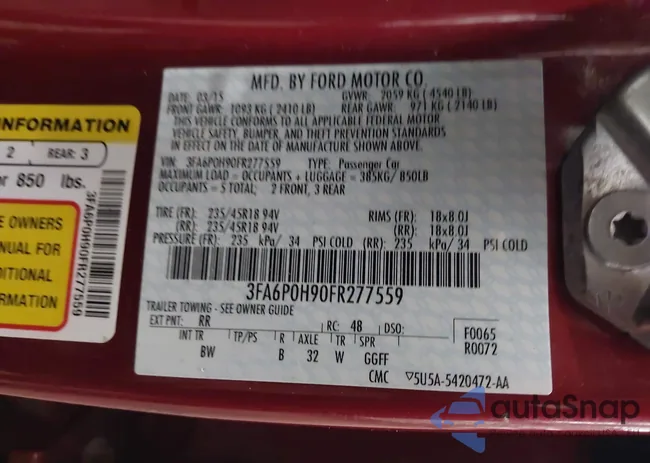 INFORMATION
2 REAR: 3
or 850 lbs.
E OWNERS
NUAL FOR
DITIONAL
ORMATION
3FA6P0H90FR277559
MFD. BY FORD MOTOR CO.
DATE: 03/15 GVWR: 2059 KG (4540 LB)
FRONT GAWR: 1093 KG (2410 LB) REAR GAWR: 971 KG (2140 LB)
THIS VEHICLE CONFORMS TO ALL APPLICABLE FEDERAL MOTOR
VEHICLE SAFETY, BUMPER, AND THEFT PREVENTION STANDARDS
IN EFFECT ON THE DATE OF MANUFACTURE SHOWN ABOVE.
VIN: 3FA6P0H90FR277559 TYPE: Passenger Car
MAXIMUM LOAD = OCCUPANTS + LUGGAGE = 385KG/850LB
OCCUPANTS = 5 TOTAL; 2 FRONT, 3 REAR
TIRE (FR): 235/45R18 94V RIMS (FR): 18x8.0J
(RR): 235/45R18 94V (RR): 18x8.0J
PRESSURE (FR): 235 kPa/ 34 PSI COLD (RR): 235 kPa/ 34 PSI COLD
3FA6P0H90FR277559
TRAILER TOWING - SEE OWNER GUIDE
EXT PNT: RR RC: 48 DSO: F0065
INT TR TP/PS R AXLE TR SPR R0072
BW B 32 W GGFF
CMC ▽5U5A-5420472-AA
autoSnap